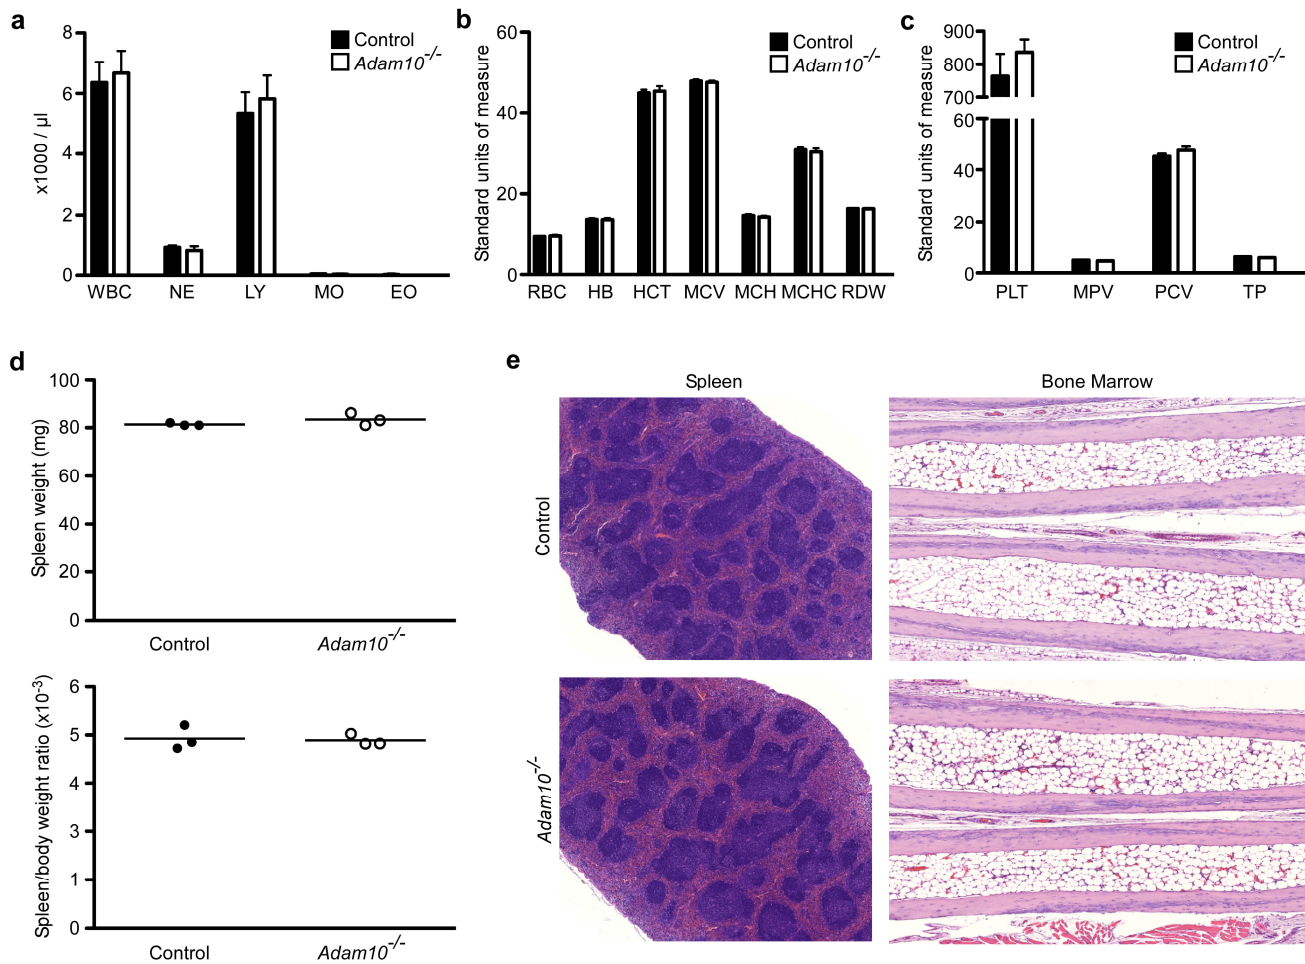 a
8
6
4
2
0
x1000 / µl
Control
Adam10-/-
WBC NE LY MO EO
b
60
40
20
0
Standard units of measure
Control
Adam10-/-
RBC HB HCT MCV MCH MCHC RDW
c
900
800
700
60
40
20
0
Standard units of measure
Control
Adam10-/-
PLT MPV PCV TP
d
100
80
60
40
20
0
Spleen weight (mg)
Control Adam10-/-
6
5
4
3
1
0
Spleen/body weight ratio (x10-3)
Control Adam10-/-
e
Spleen Bone Marrow
Control
Adam10-/-